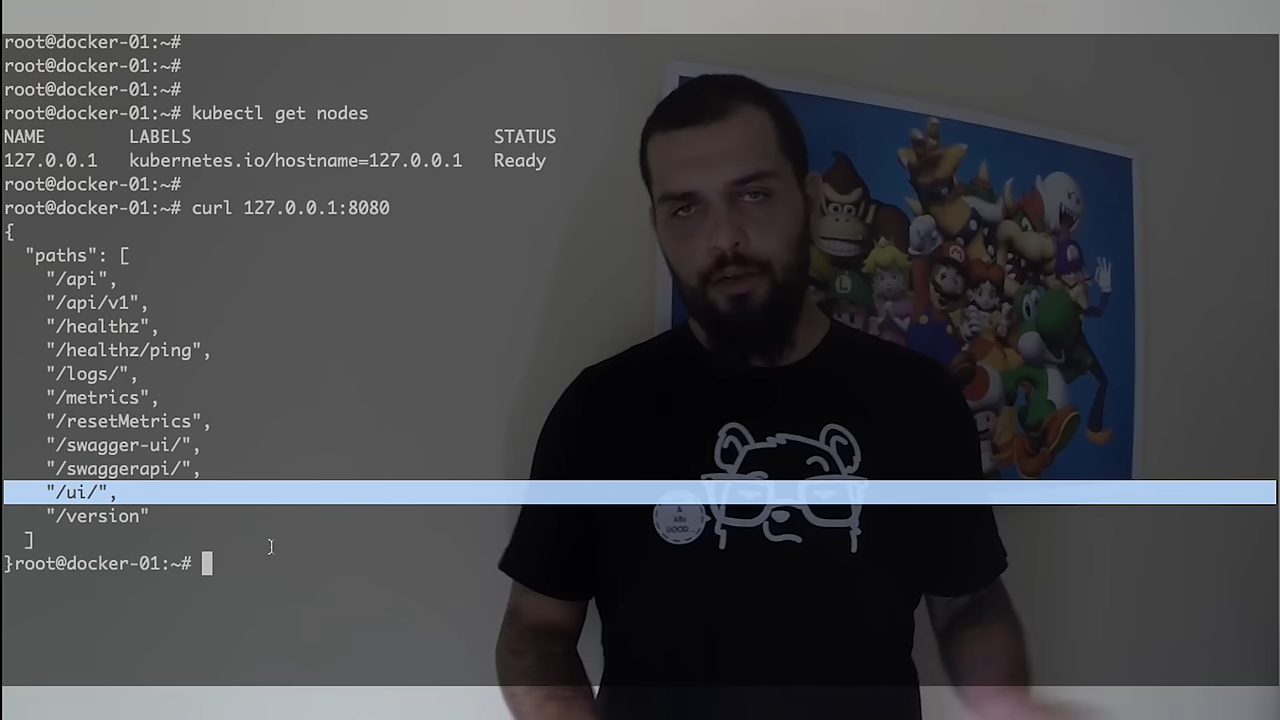 root@docker-01:~#
root@docker-01:~#
root@docker-01:~#
root@docker-01:~# kubectl get nodes
NAME LABELS STATUS
127.0.0.1 kubernetes.io/hostname=127.0.0.1 Ready
root@docker-01:~#
root@docker-01:~# curl 127.0.0.1:8080
{
"paths": [
"/api",
"/api/v1",
"/healthz",
"/healthz/ping",
"/logs/",
"/metrics",
"/resetMetrics",
"/swagger-ui/",
"/swaggerapi/",
"/ui/",
"/version"
]
}root@docker-01:~#
L